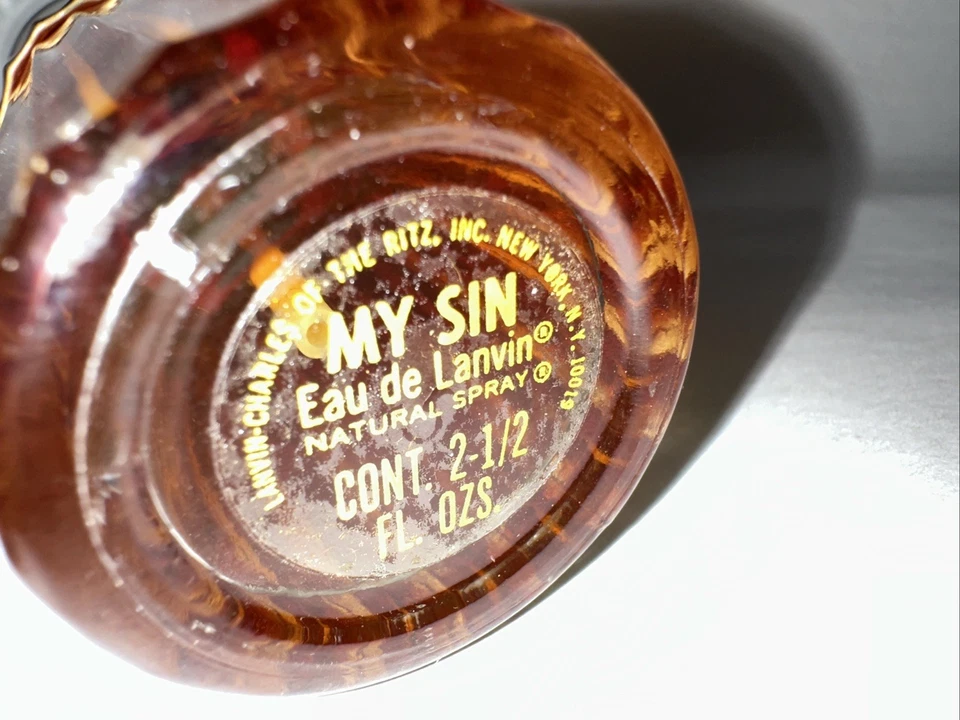 LANVIN-CHARLES OF THE RITZ, INC. NEW YORK, N.Y. 10019
MY SIN
Eau de Lanvin®
NATURAL SPRAY®
CONT. 2-1/2
FL. OZS.